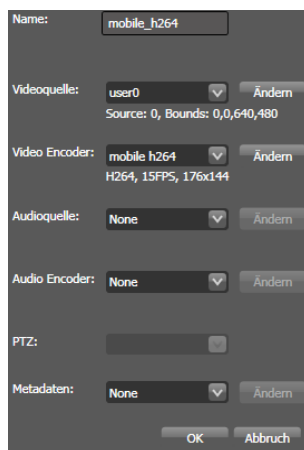 Name: mobile_h264
Videoquelle: user0 Ändern
Source: 0, Bounds: 0,0,640,480
Video Encoder: mobile h264 Ändern
H264, 15FPS, 176x144
Audioquelle: None Ändern
Audio Encoder: None Ändern
PTZ:
Metadaten: None Ändern
OK Abbruch